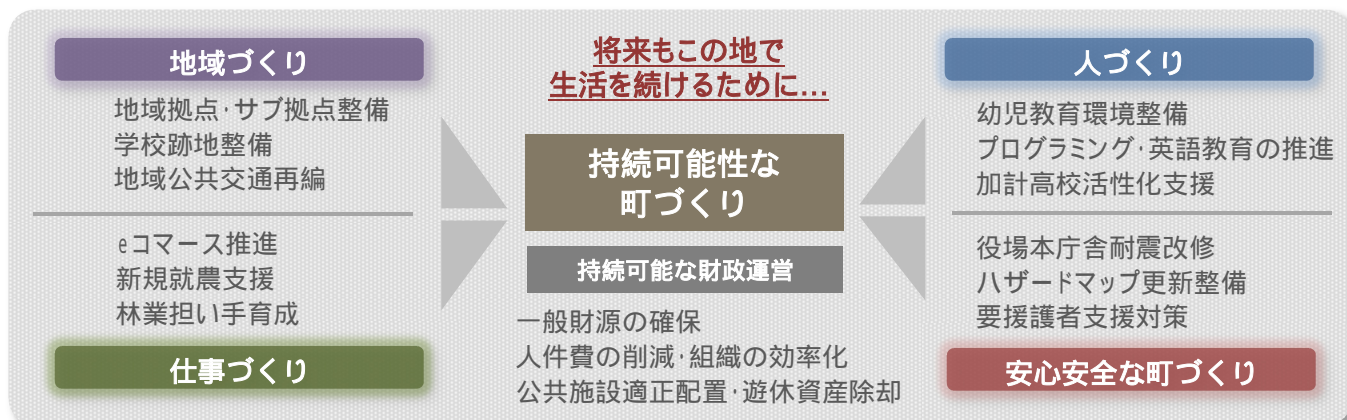 地域づくり
地域拠点・サブ拠点整備
学校跡地整備
地域公共交通再編
eコマース推進
新規就農支援
林業担い手育成
仕事づくり
将来もこの地で
生活を続けるために…
持続可能性な
町づくり
持続可能な財政運営
一般財源の確保
人件費の削減・組織の効率化
公共施設適正配置・遊休資産除却
人づくり
幼児教育環境整備
プログラミング・英語教育の推進
加計高校活性化支援
役場本庁舎耐震改修
ハザードマップ更新整備
要援護者支援対策
安心安全な町づくり